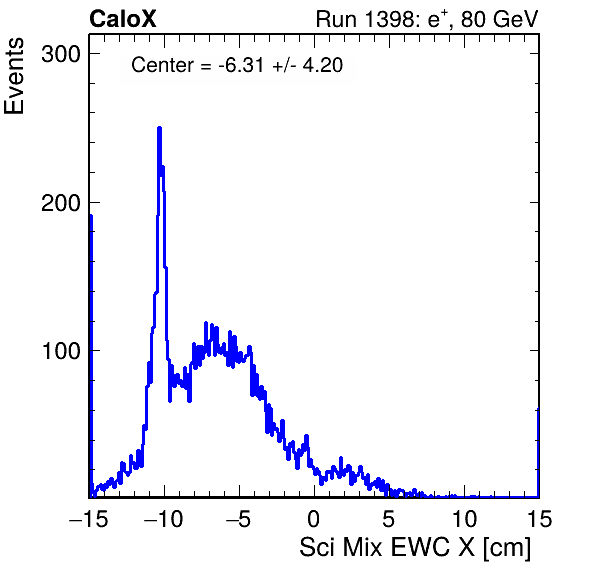 CaloX Run 1398: e+, 80 GeV
Center = -6.31 +/- 4.20
Events
300
200
100
−15 −10 −5 0 5 10 15
Sci Mix EWC X [cm]